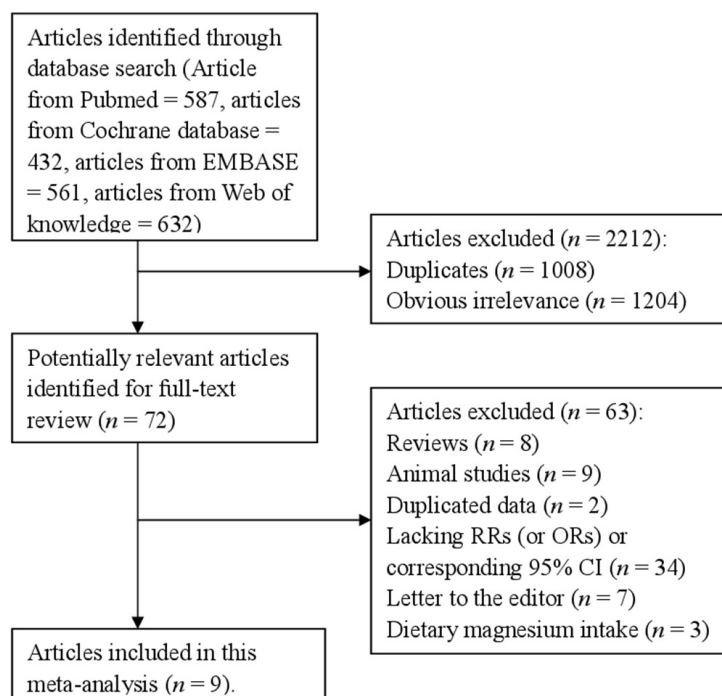 Articles identified through
database search (Article
from Pubmed = 587, articles
from Cochrane database =
432, articles from EMBASE
= 561, articles from Web of
knowledge = 632)
Articles excluded (n = 2212):
Duplicates (n = 1008)
Obvious irrelevance (n = 1204)
Potentially relevant articles
identified for full-text
review (n = 72)
Articles excluded (n = 63):
Reviews (n = 8)
Animal studies (n = 9)
Duplicated data (n = 2)
Lacking RRs (or ORs) or
corresponding 95% CI (n = 34)
Letter to the editor (n = 7)
Dietary magnesium intake (n = 3)
Articles included in this
meta-analysis (n = 9).